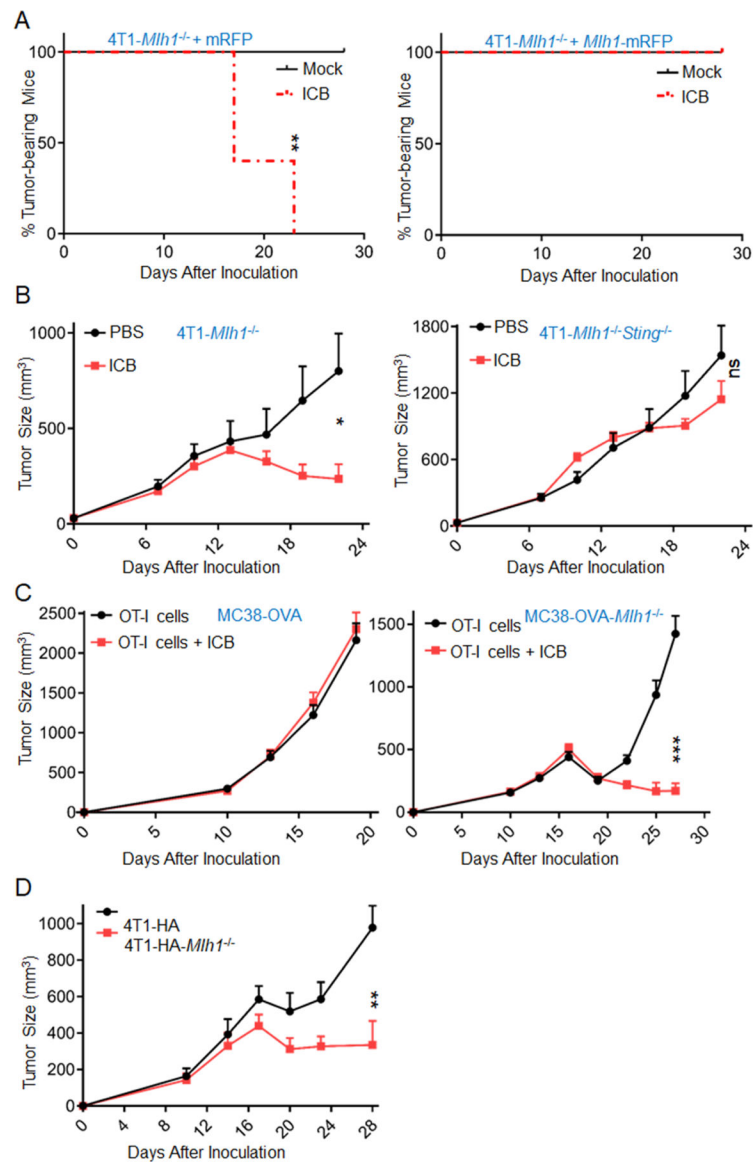 A
4T1-Mlh1-/- + mRFP
% Tumor-bearing Mice
100
50
0
Mock
ICB
**
0 10 20 30
Days After Inoculation
4T1-Mlh1-/- + Mlh1-mRFP
% Tumor-bearing Mice
100
50
0
Mock
ICB
0 10 20 30
Days After Inoculation
B
4T1-Mlh1-/-
Tumor Size (mm3)
1000
500
0
PBS
ICB
*
0 6 12 18 24
Days After Inoculation
4T1-Mlh1-/-Sting-/-
Tumor Size (mm3)
1800
1200
600
0
PBS
ICB
ns
0 6 12 18 24
Days After Inoculation
C
MC38-OVA
Tumor Size (mm3)
2500
2000
1500
1000
500
0
OT-I cells
OT-I cells + ICB
0 5 10 15 20
Days After Inoculation
MC38-OVA-Mlh1-/-
Tumor Size (mm3)
1500
1000
500
0
OT-I cells
OT-I cells + ICB
***
0 5 10 15 20 25 30
Days After Inoculation
D
Tumor Size (mm3)
1000
800
600
400
200
0
4T1-HA
4T1-HA-Mlh1-/-
**
0 4 8 12 16 20 24 28
Days After Inoculation